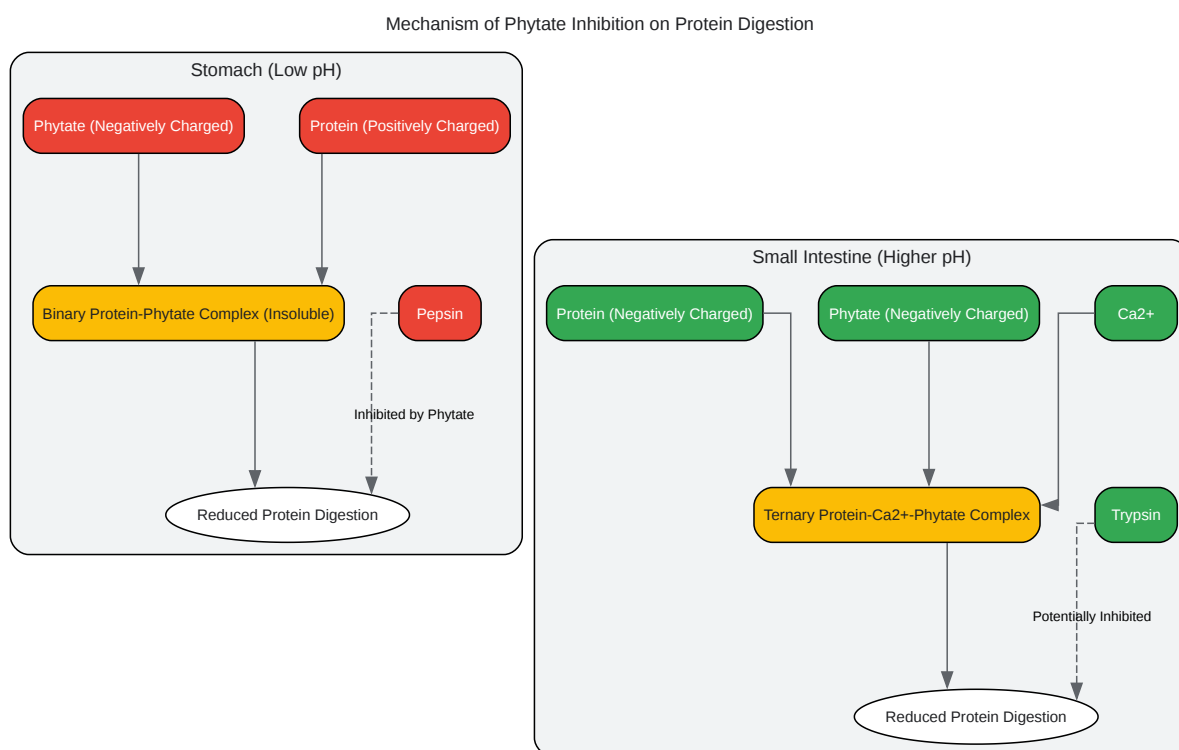 Mechanism of Phytate Inhibition on Protein Digestion
Stomach (Low pH)
Phytate (Negatively Charged)
Protein (Positively Charged)
Binary Protein-Phytate Complex (Insoluble)
Pepsin
Inhibited by Phytate
Reduced Protein Digestion
Small Intestine (Higher pH)
Protein (Negatively Charged)
Phytate (Negatively Charged)
Ca2+
Ternary Protein-Ca2+-Phytate Complex
Trypsin
Potentially Inhibited
Reduced Protein Digestion